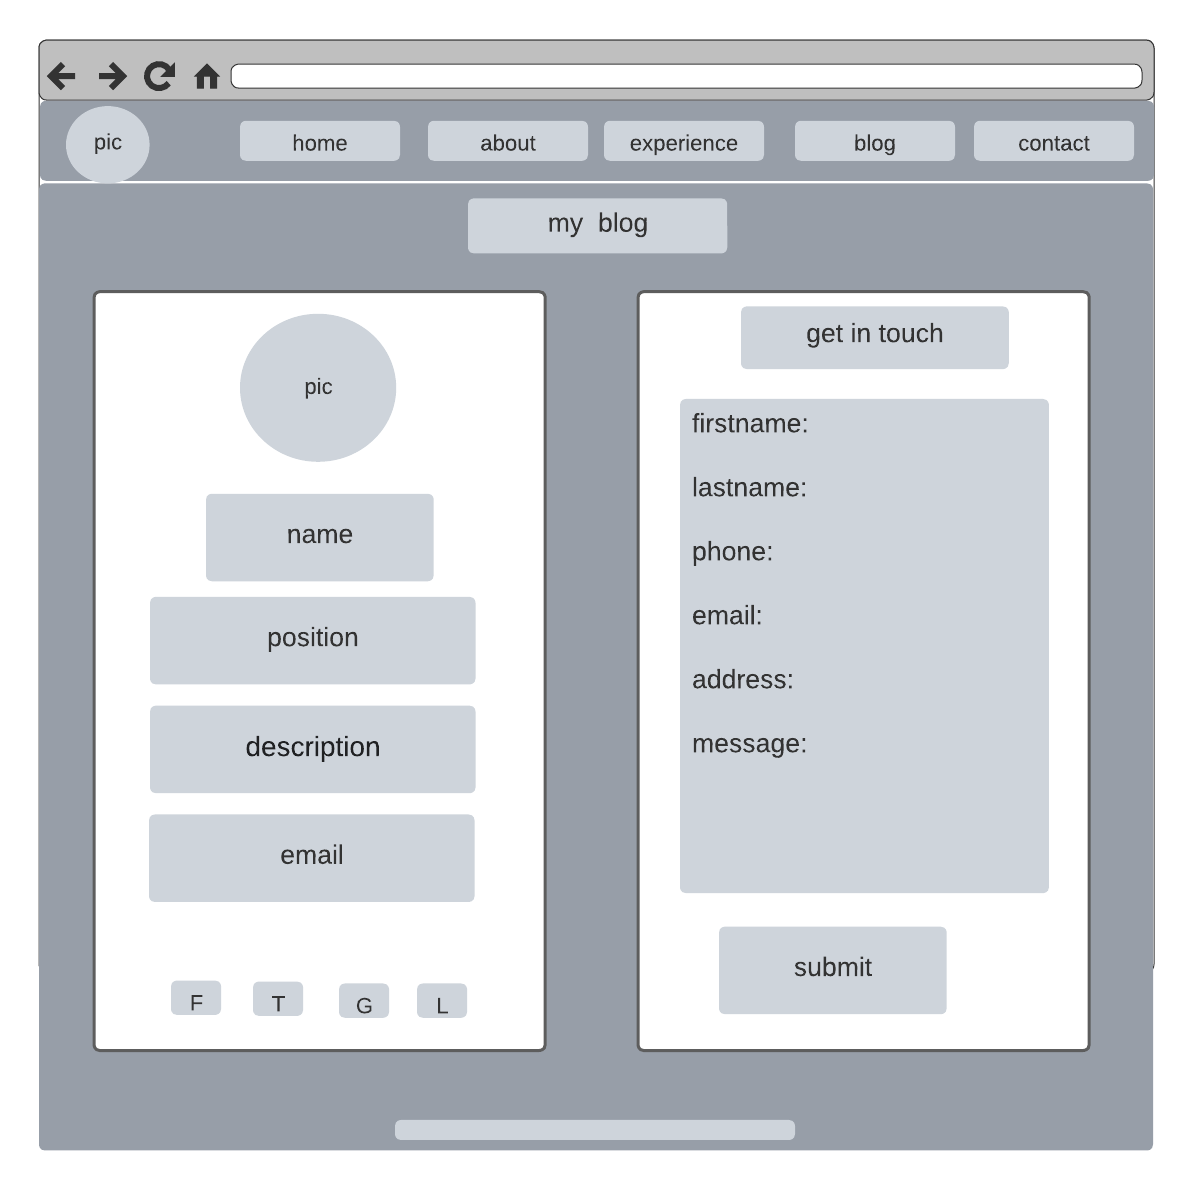 pic
home
about
experience
blog
contact
my  blog
pic
name
position
description
email
F
T
G
L
get in touch
firstname:
lastname:
phone:
email:
address:
message:
submit